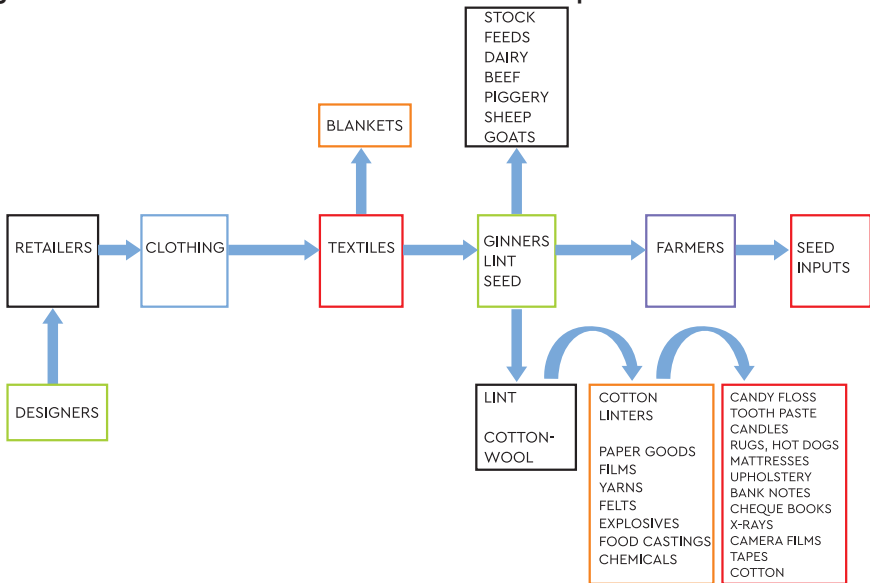 STOCK
FEEDS
DAIRY
BEEF
PIGGERY
SHEEP
GOATS
BLANKETS
RETAILERS
CLOTHING
TEXTILES
GINNERS
LINT
SEED
FARMERS
SEED
INPUTS
DESIGNERS
LINT
COTTON-
WOOL
COTTON
LINTERS
PAPER GOODS
FILMS
YARNS
FELTS
EXPLOSIVES
FOOD CASTINGS
CHEMICALS
CANDY FLOSS
TOOTH PASTE
CANDLES
RUGS, HOT DOGS
MATTRESSES
UPHOLSTERY
BANK NOTES
CHEQUE BOOKS
X-RAYS
CAMERA FILMS
TAPES
COTTON